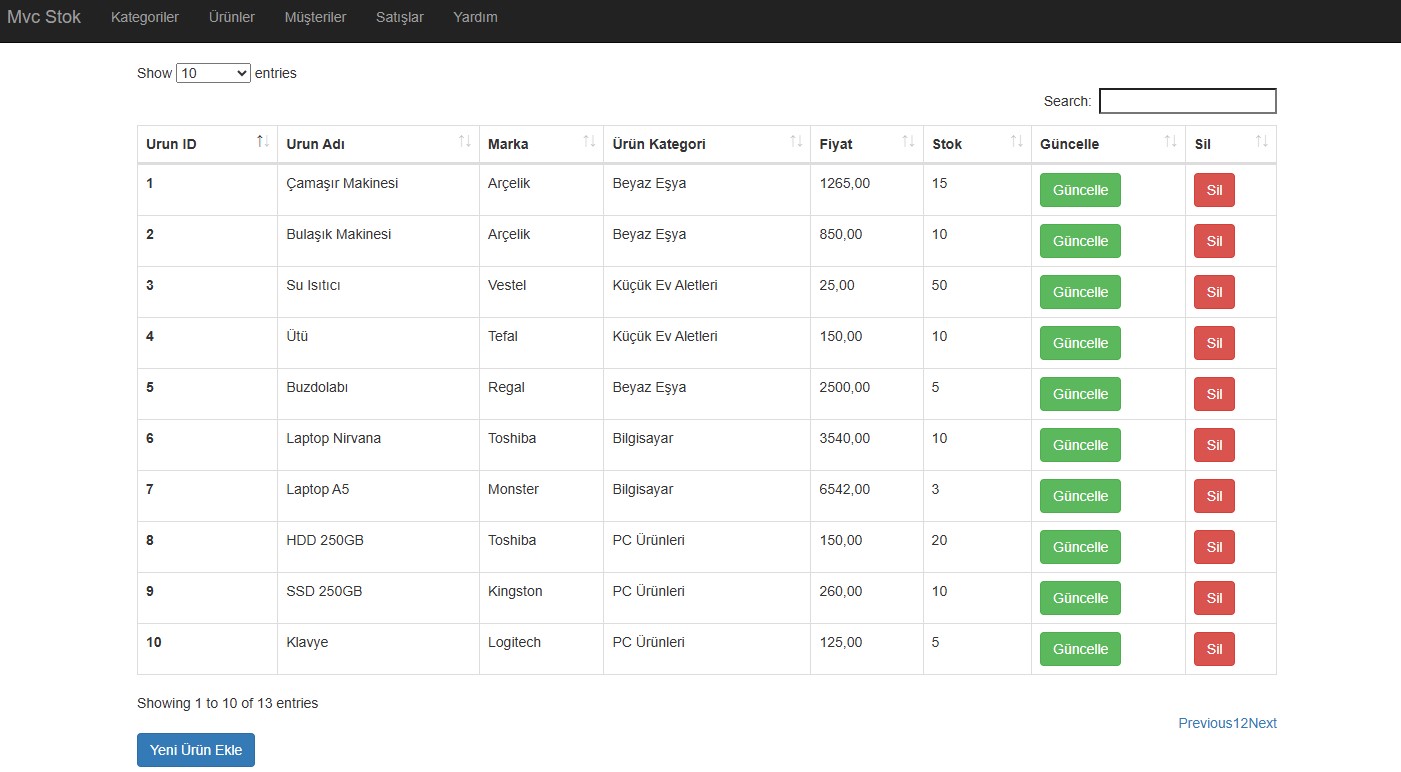 Mvc Stok Kategoriler Ürünler Müşteriler Satışlar Yardım
Show 10 entries
Search:
Urun ID Urun Adı Marka Ürün Kategori Fiyat Stok Güncelle Sil
1 Çamaşır Makinesi Arçelik Beyaz Eşya 1265,00 15 Güncelle Sil
2 Bulaşık Makinesi Arçelik Beyaz Eşya 850,00 10 Güncelle Sil
3 Su Isıtıcı Vestel Küçük Ev Aletleri 25,00 50 Güncelle Sil
4 Ütü Tefal Küçük Ev Aletleri 150,00 10 Güncelle Sil
5 Buzdolabı Regal Beyaz Eşya 2500,00 5 Güncelle Sil
6 Laptop Nirvana Toshiba Bilgisayar 3540,00 10 Güncelle Sil
7 Laptop A5 Monster Bilgisayar 6542,00 3 Güncelle Sil
8 HDD 250GB Toshiba PC Ürünleri 150,00 20 Güncelle Sil
9 SSD 250GB Kingston PC Ürünleri 260,00 10 Güncelle Sil
10 Klavye Logitech PC Ürünleri 125,00 5 Güncelle Sil
Showing 1 to 10 of 13 entries
Previous12Next
Yeni Ürün Ekle